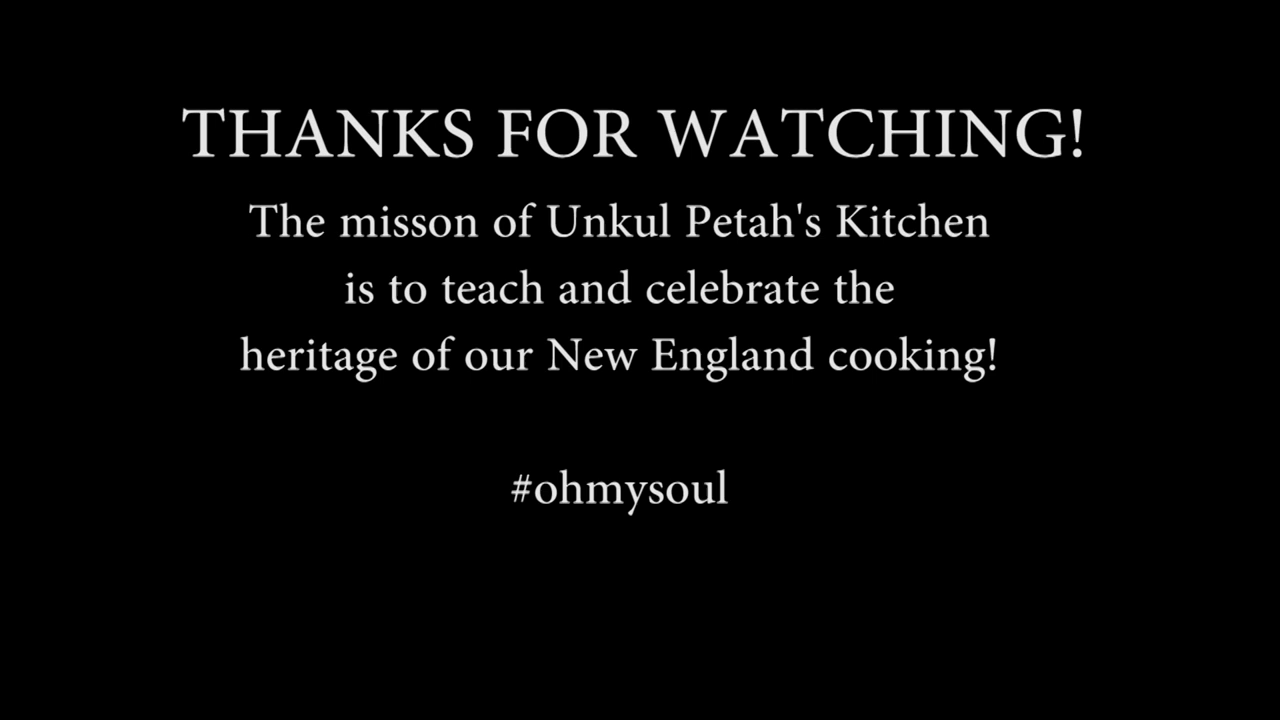 THANKS FOR WATCHING!
The misson of Unkul Petah's Kitchen
is to teach and celebrate the
heritage of our New England cooking!
#ohmysoul